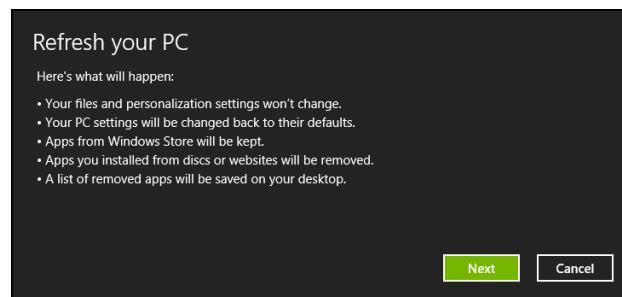 Refresh your PC
Here's what will happen:
• Your files and personalization settings won't change.
• Your PC settings will be changed back to their defaults.
• Apps from Windows Store will be kept.
• Apps you installed from discs or websites will be removed.
• A list of removed apps will be saved on your desktop.
Next Cancel